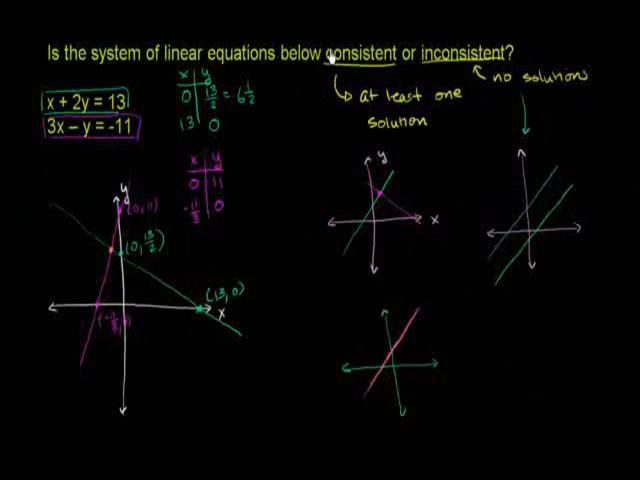 Is the system of linear equations below consistent or inconsistent?
x + 2y = 13
3x – y = -11
x y
0 13/2 = 6 1/2
13 0
x y
0 11
-11/3 0
at least one
solution
no solutions
y
(0,11)
(0,13/2)
(13,0)
x
y
x